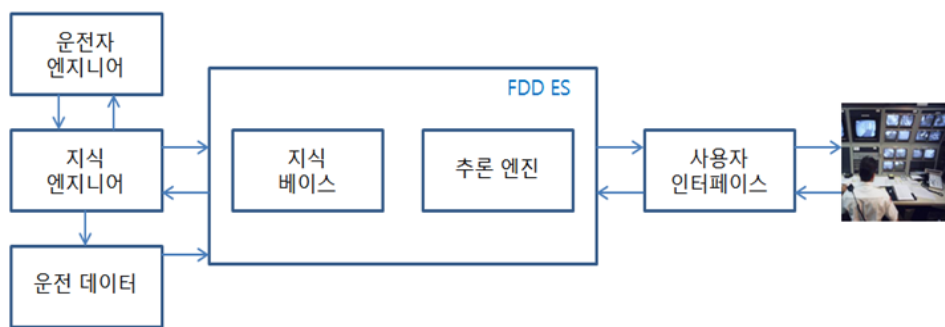 운전자
엔지니어
FDD ES
지식
엔지니어
지식
베이스
추론 엔진
사용자
인터페이스
운전 데이터